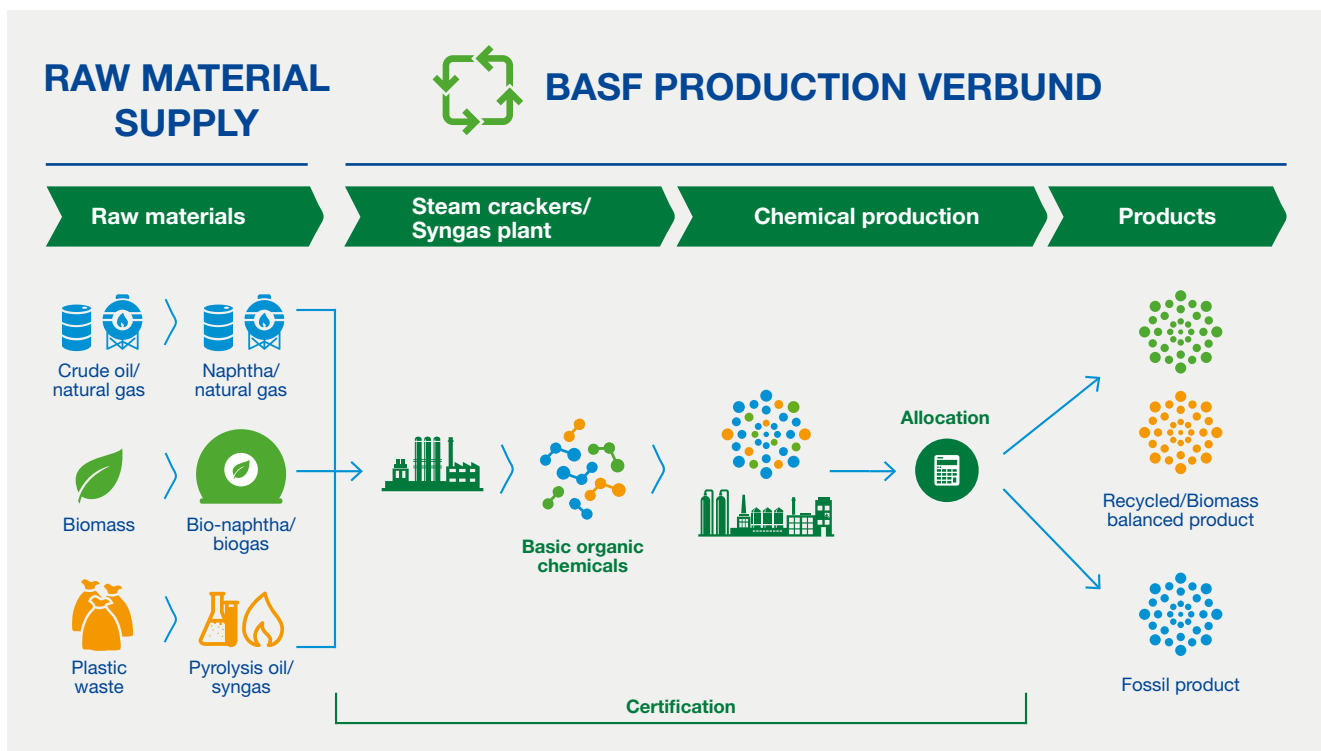 RAW MATERIAL
SUPPLY
BASF PRODUCTION VERBUND
Raw materials
Steam crackers/
Syngas plant
Chemical production
Products
Crude oil/
natural gas
Naphtha/
natural gas
Biomass
Bio-naphtha/
biogas
Plastic
waste
Pyrolysis oil/
syngas
Basic organic
chemicals
Allocation
Recycled/Biomass
balanced product
Fossil product
Certification